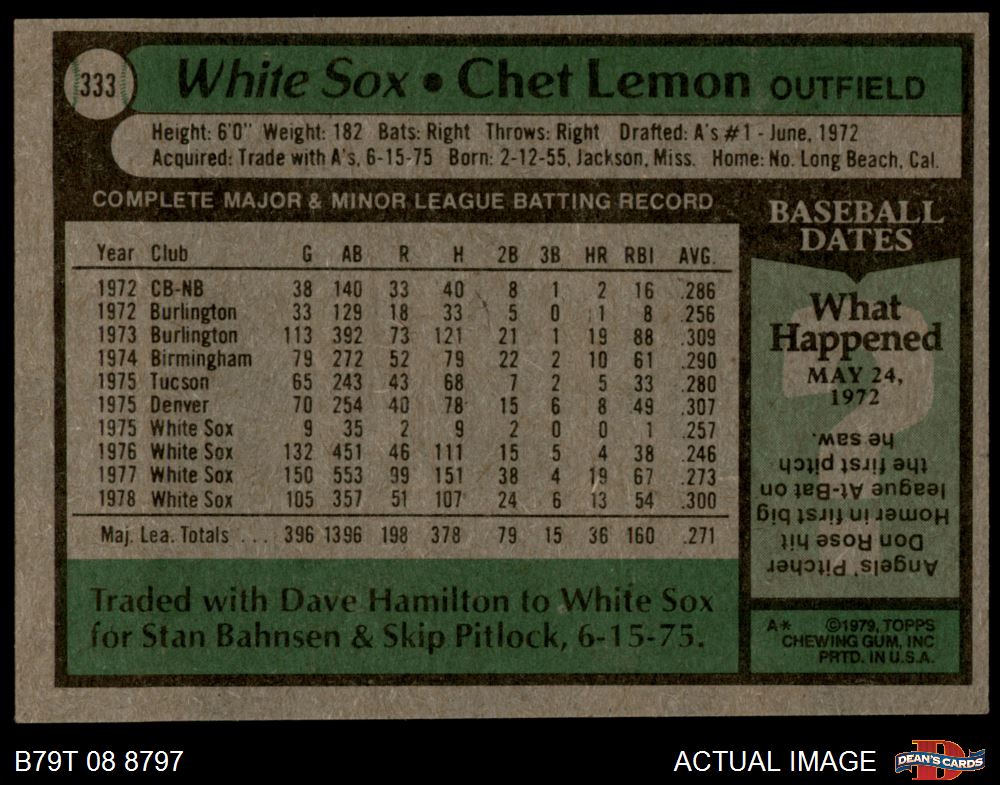 333
White Sox • Chet Lemon OUTFIELD
Height: 6'0" Weight: 182 Bats: Right Throws: Right Drafted: A's #1 - June, 1972
Acquired: Trade with A's, 6-15-75 Born: 2-12-55, Jackson, Miss. Home: No. Long Beach, Cal.
COMPLETE MAJOR & MINOR LEAGUE BATTING RECORD
Year Club G AB R H 2B 3B HR RBI AVG.
1972 CB-NB 38 140 33 40 8 1 2 16 .286
1972 Burlington 33 129 18 33 5 0 1 8 .256
1973 Burlington 113 392 73 121 21 1 19 88 .309
1974 Birmingham 79 272 52 79 22 2 10 61 .290
1975 Tucson 65 243 43 68 7 2 5 33 .280
1975 Denver 70 254 40 78 15 6 8 49 .307
1975 White Sox 9 35 2 9 2 0 0 1 .257
1976 White Sox 132 451 46 111 15 5 4 38 .246
1977 White Sox 150 553 99 151 38 4 19 67 .273
1978 White Sox 105 357 51 107 24 6 13 54 .300
Maj. Lea. Totals ... 396 1396 198 378 79 15 36 160 .271
Traded with Dave Hamilton to White Sox
for Stan Bahnsen & Skip Pitlock, 6-15-75.
BASEBALL
DATES
What
Happened
MAY 24,
1972
Angels' Pitcher
Don Rose hit
Homer in first big
league At-Bat on
the first pitch
he saw.
A* ©1979, TOPPS
CHEWING GUM, INC
PRTD. IN U.S.A.
B79T 08 8797
ACTUAL IMAGE
DEAN'S CARDS